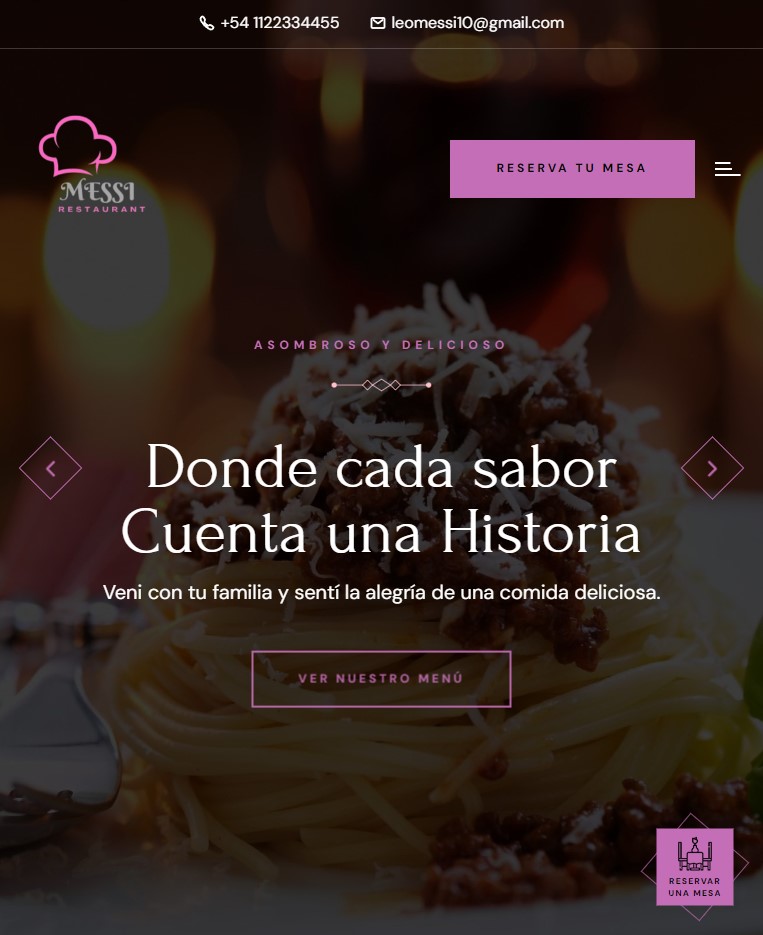 +54 1122334455 leomessi10@gmail.com
MESSI
RESTAURANT
RESERVA TU MESA
ASOMBROSO Y DELICIOSO
Donde cada sabor
Cuenta una Historia
Veni con tu familia y sentí la alegría de una comida deliciosa.
VER NUESTRO MENÚ
RESERVAR
UNA MESA